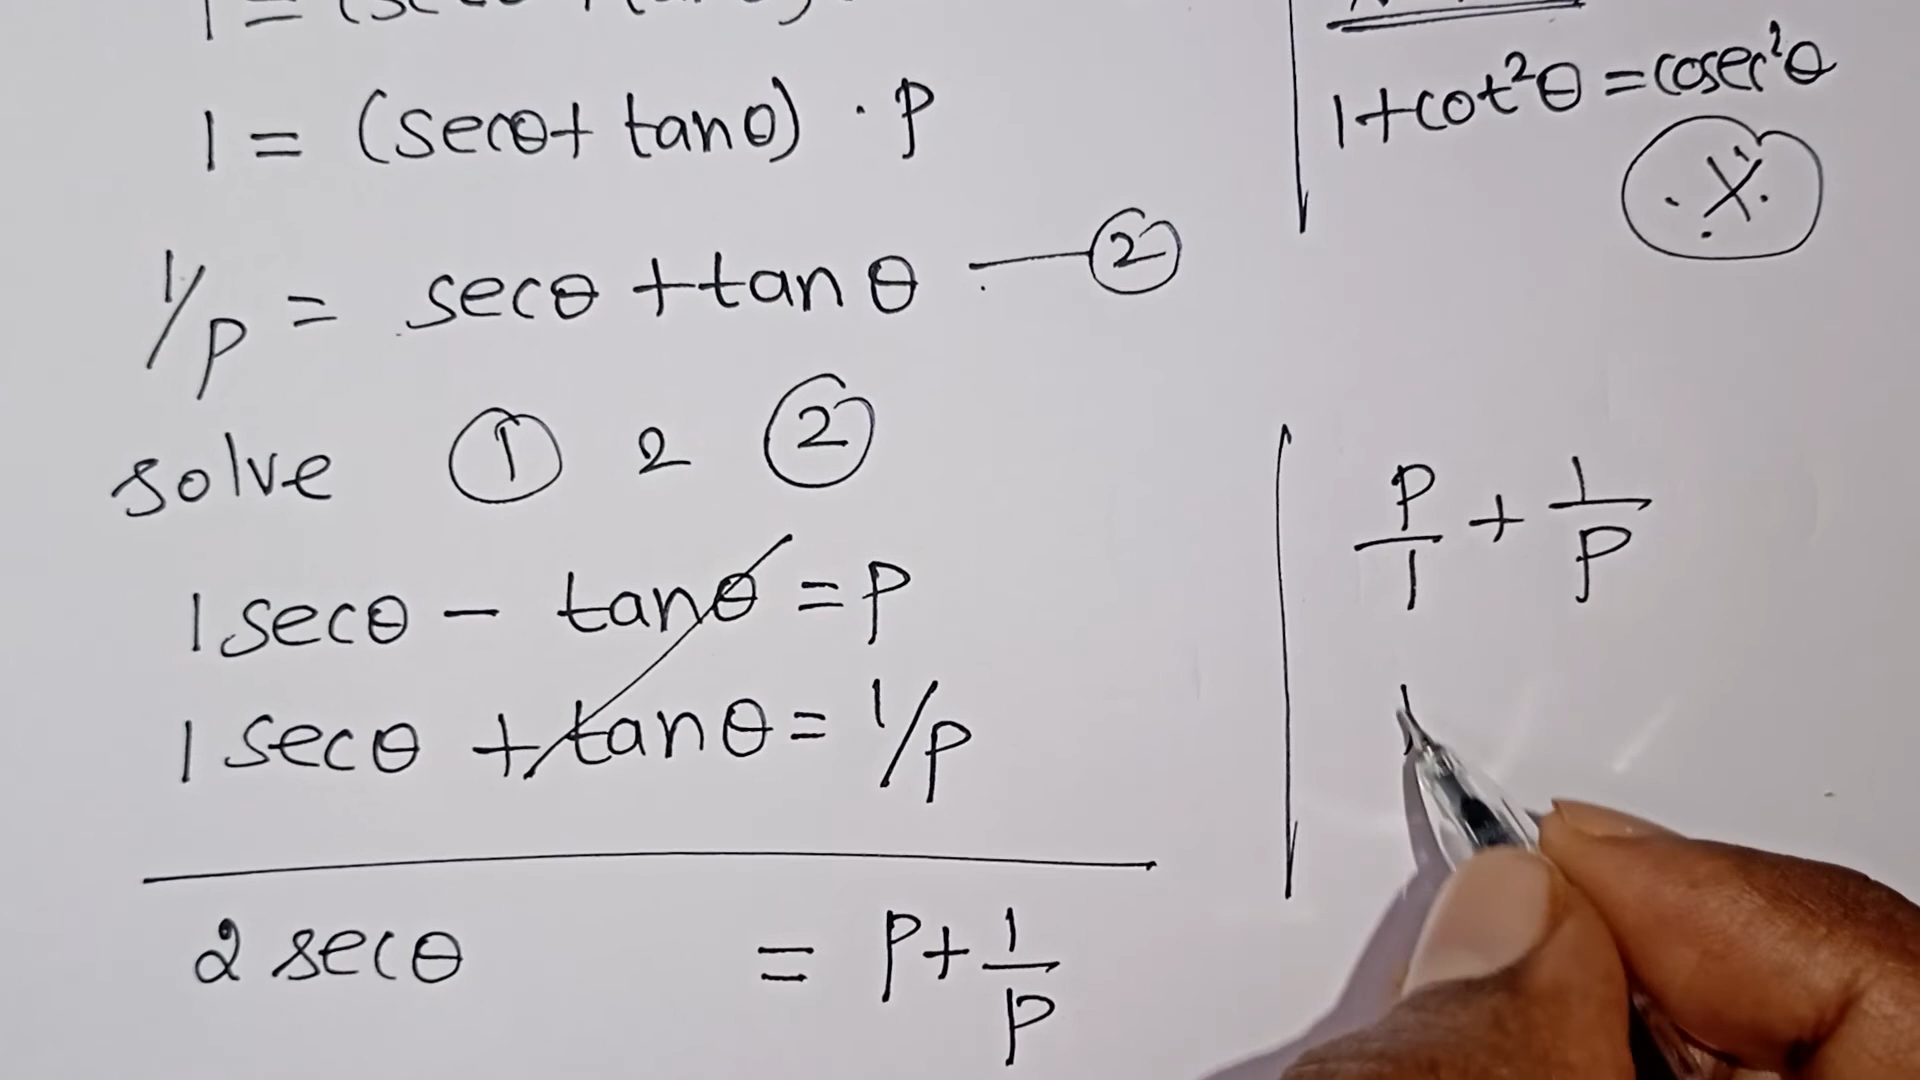 1 = (secθ + tanθ) · P
1/P = secθ + tanθ — ②
solve ① 2 ②
1 secθ - tanθ = P
1 secθ + tanθ = 1/P
2 secθ = P + 1/P
1 + cot²θ = cosec²θ
P/1 + 1/P